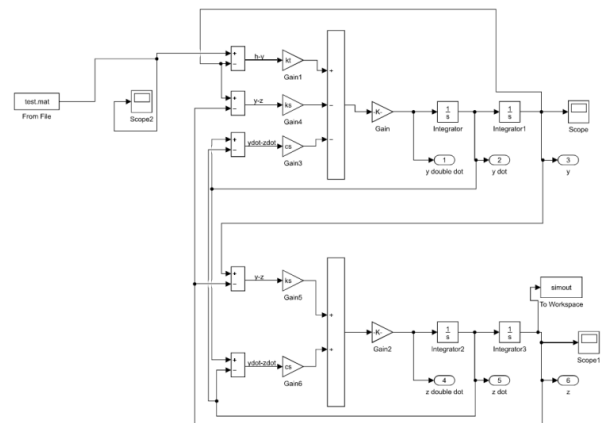 test.mat
From File
Scope2
h-y
kt
Gain1
y-z
ks
Gain4
ydot-zdot
cs
Gain3
-K-
Gain
1
s
Integrator
1
s
Integrator1
Scope
1
y double dot
2
y dot
3
y
y-z
ks
Gain5
ydot-zdot
cs
Gain6
-K-
Gain2
1
s
Integrator2
1
s
Integrator3
simout
To Workspace
Scope1
4
z double dot
5
z dot
6
z